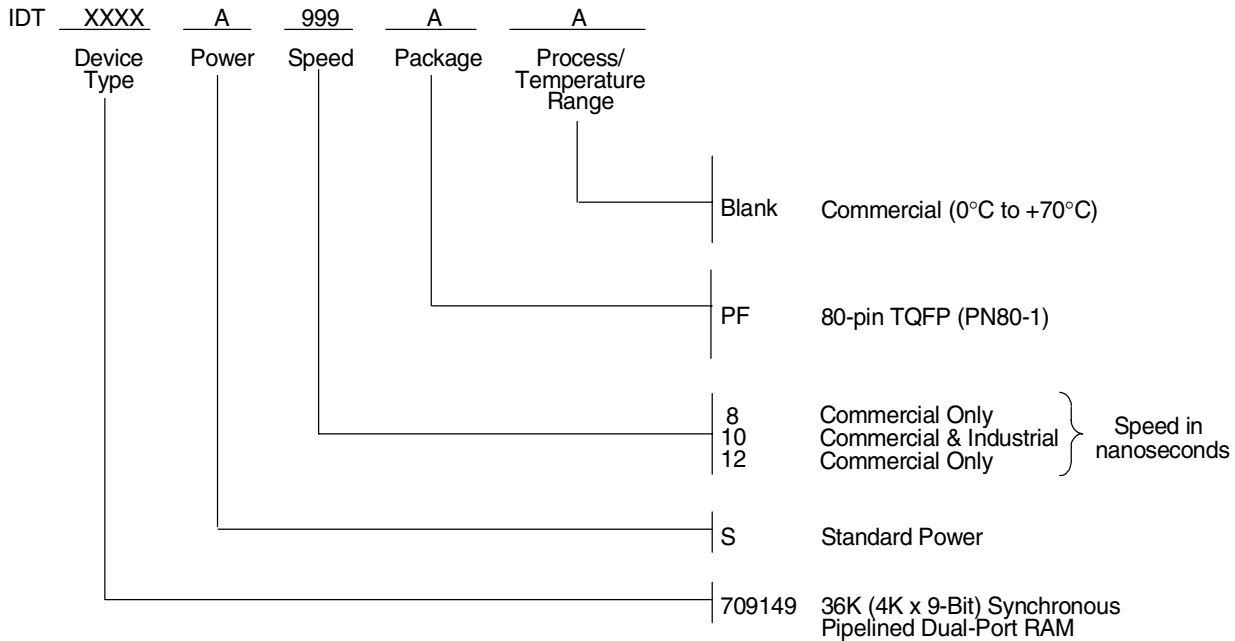 IDT XXXX A 999 A A
Device Type Power Speed Package Process/ Temperature Range
Blank Commercial (0°C to +70°C)
PF 80-pin TQFP (PN80-1)
8 Commercial Only
10 Commercial & Industrial
12 Commercial Only
Speed in
nanoseconds
S Standard Power
709149 36K (4K x 9-Bit) Synchronous
Pipelined Dual-Port RAM